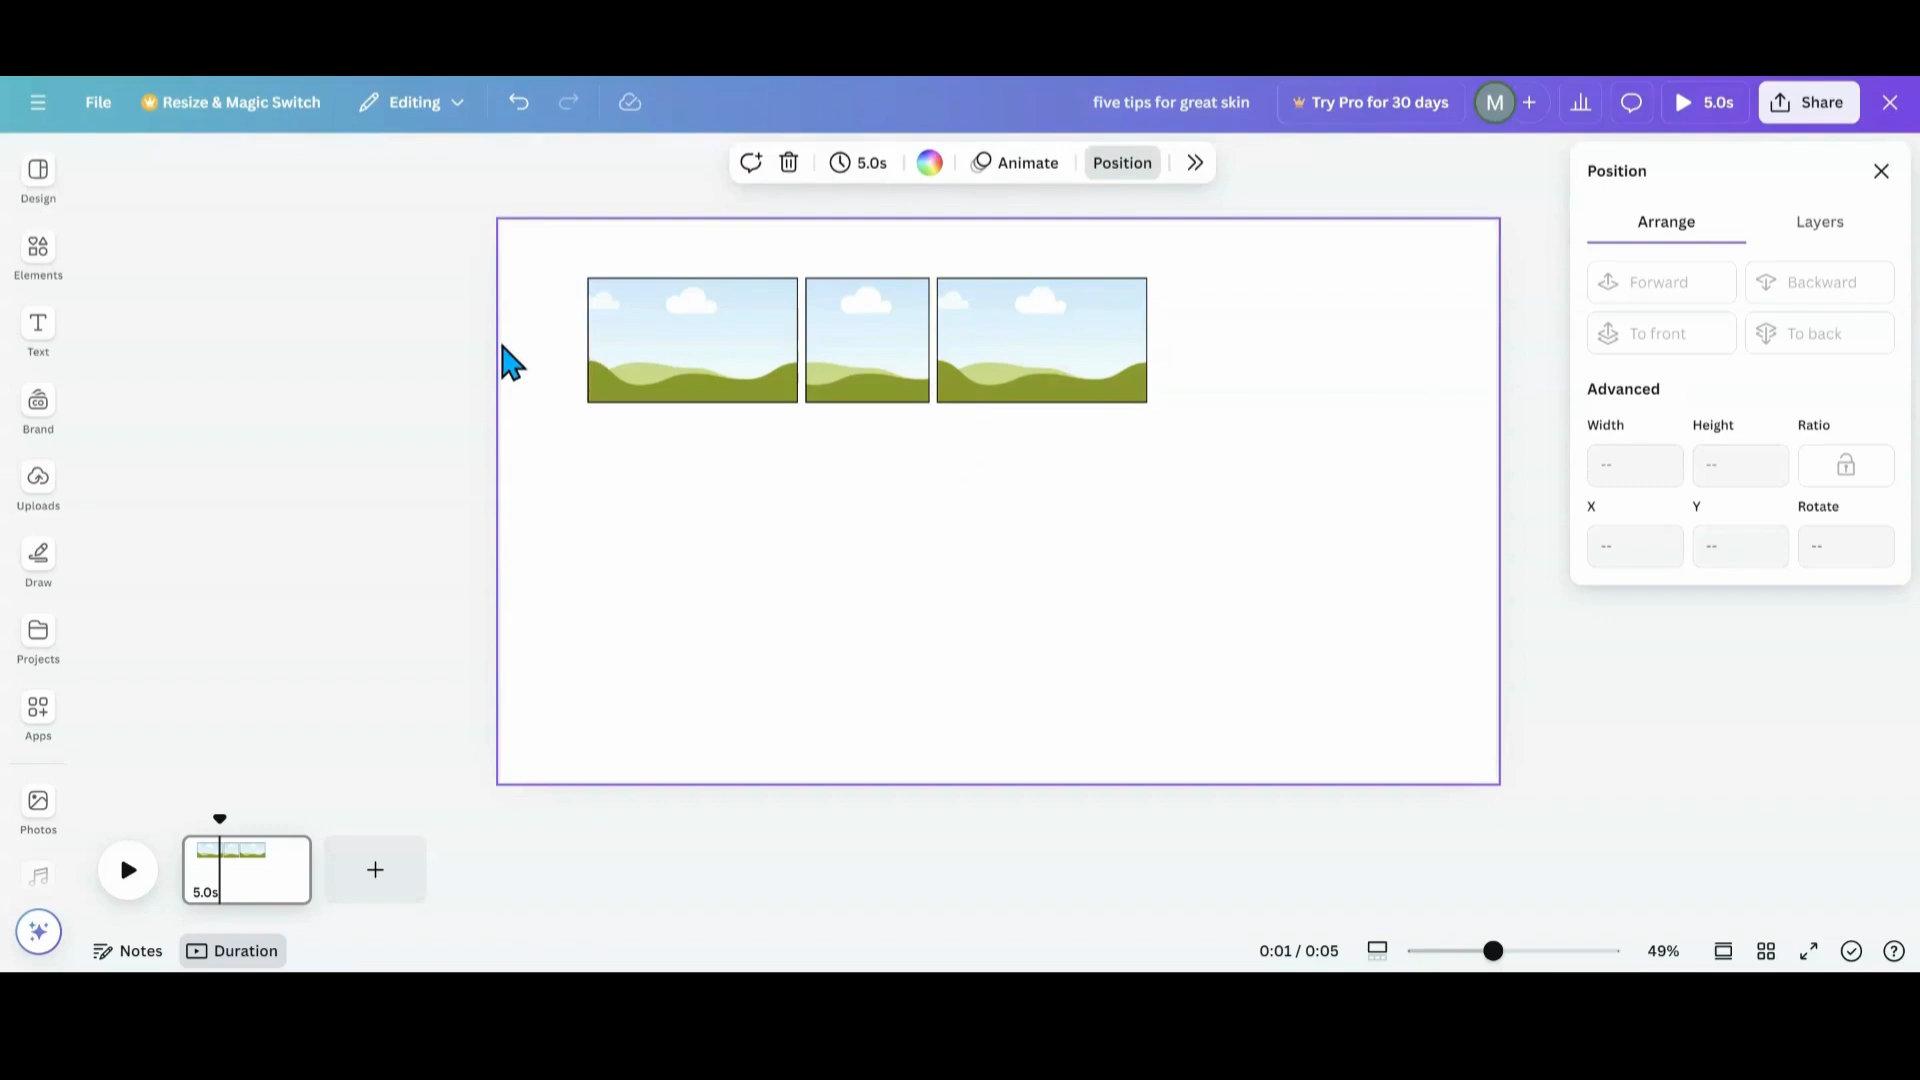 File
Resize & Magic Switch
Editing
five tips for great skin
Try Pro for 30 days
M
5.0s
Share
Design
Elements
Text
Brand
CO
Uploads
Draw
Projects
Apps
Photos
5.0s
Animate
Position
Position
Arrange
Layers
Forward
Backward
To front
To back
Advanced
Width
Height
Ratio
--
--
X
Y
Rotate
--
--
--
5.0s
Notes
Duration
0:01 / 0:05
49%